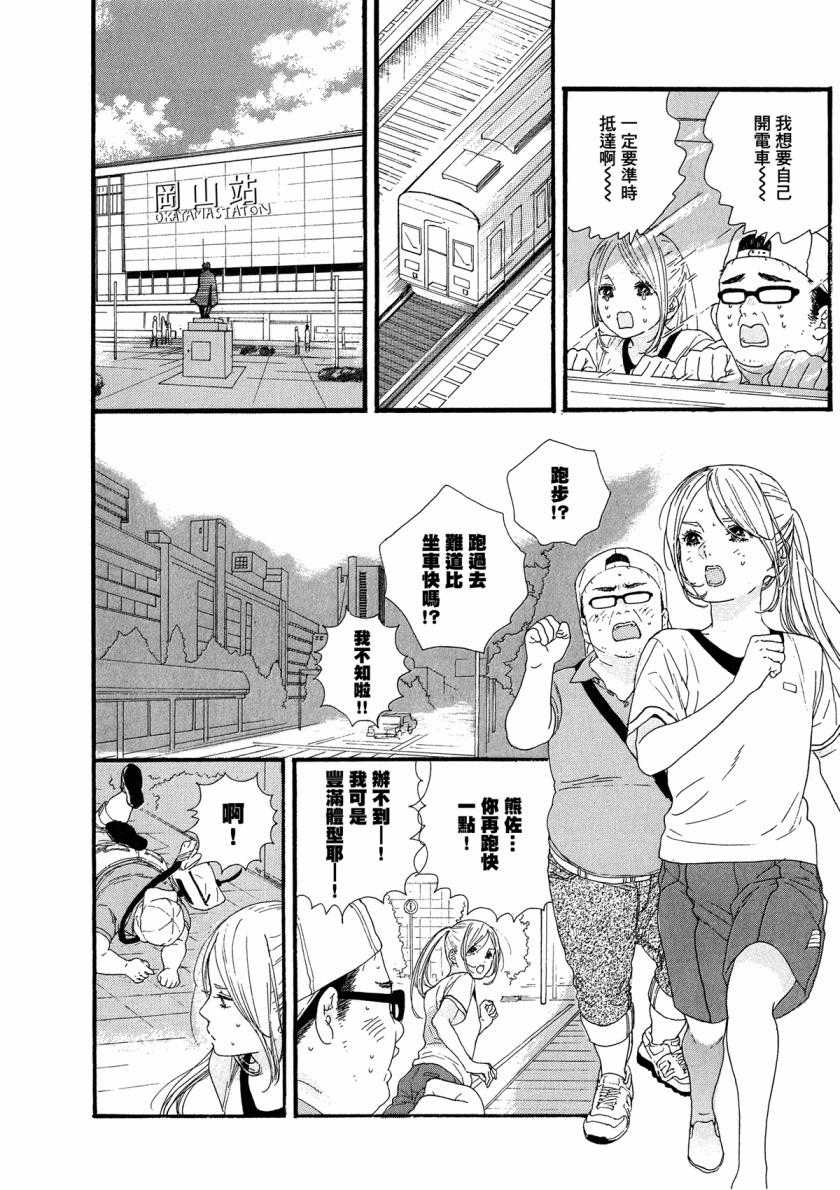 我想要自己
開電車~~
一定要準時
抵達啊~~
岡山站
OKAYAMASTATON
跑步!?
跑過去
難道比
坐車快嗎!?
我不知啦!!
N
熊佐…
你再跑快
一點!
辦不到—!
我可是
豐滿體型耶—!
啊!